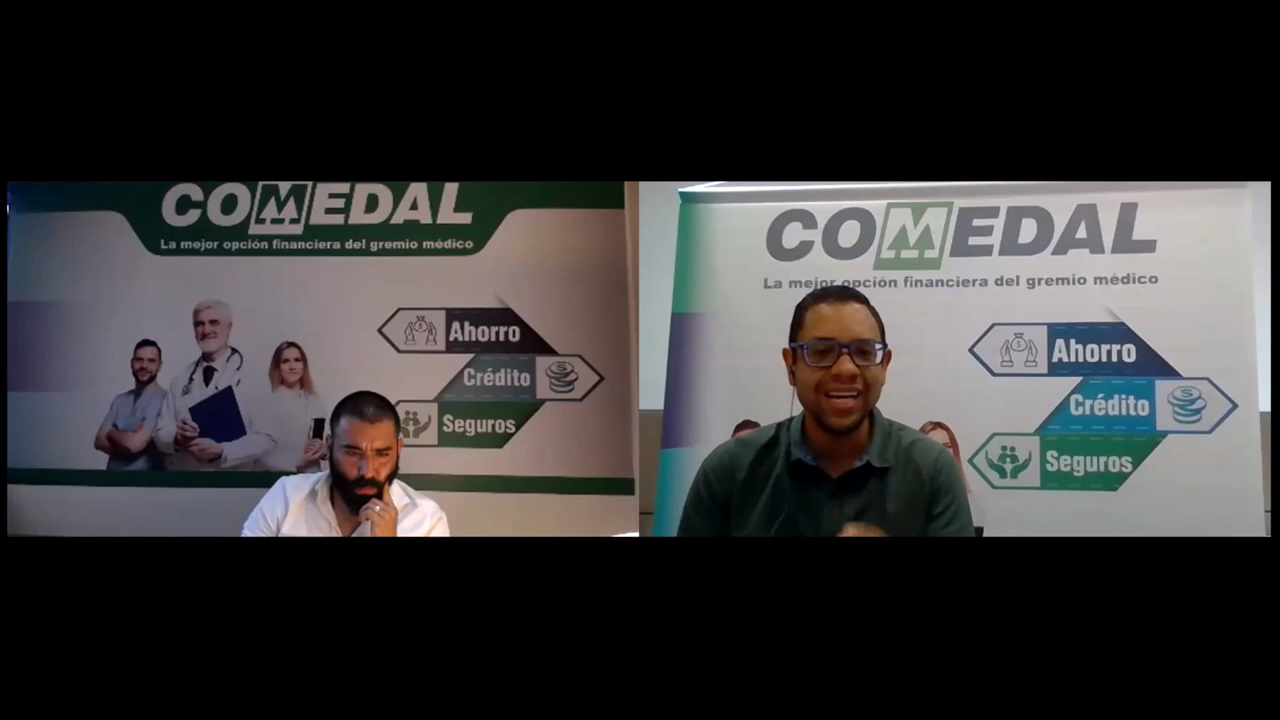 COMEDAL
La mejor opción financiera del gremio médico
Ahorro
Crédito
Seguros
COMEDAL
La mejor opción financiera del gremio médico
Ahorro
Crédito
Seguros